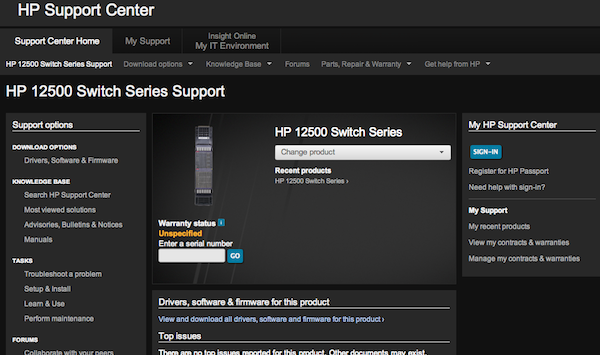 HP Support Center
Support Center Home
My Support
Insight Online
My IT Environment
HP 12500 Switch Series Support
Download options
Knowledge Base
Forums
Parts, Repair & Warranty
Get help from HP
HP 12500 Switch Series Support
Support options
DOWNLOAD OPTIONS
Drivers, Software & Firmware
KNOWLEDGE BASE
Search HP Support Center
Most viewed solutions
Advisories, Bulletins & Notices
Manuals
TASKS
Troubleshoot a problem
Setup & Install
Learn & Use
Perform maintenance
FORUMS
Collaborate with your peers
HP 12500 Switch Series
Change product
Recent products
HP 12500 Switch Series ›
Warranty status i
Unspecified
Enter a serial number
GO
Drivers, software & firmware for this product
View and download all drivers, software and firmware for this product ›
Top issues
There are no top issues reported for this product. Other documents may exist.
My HP Support Center
SIGN-IN
Register for HP Passport
Need help with sign-in?
My Support
My recent products
View my contracts & warranties
Manage my contracts & warranties